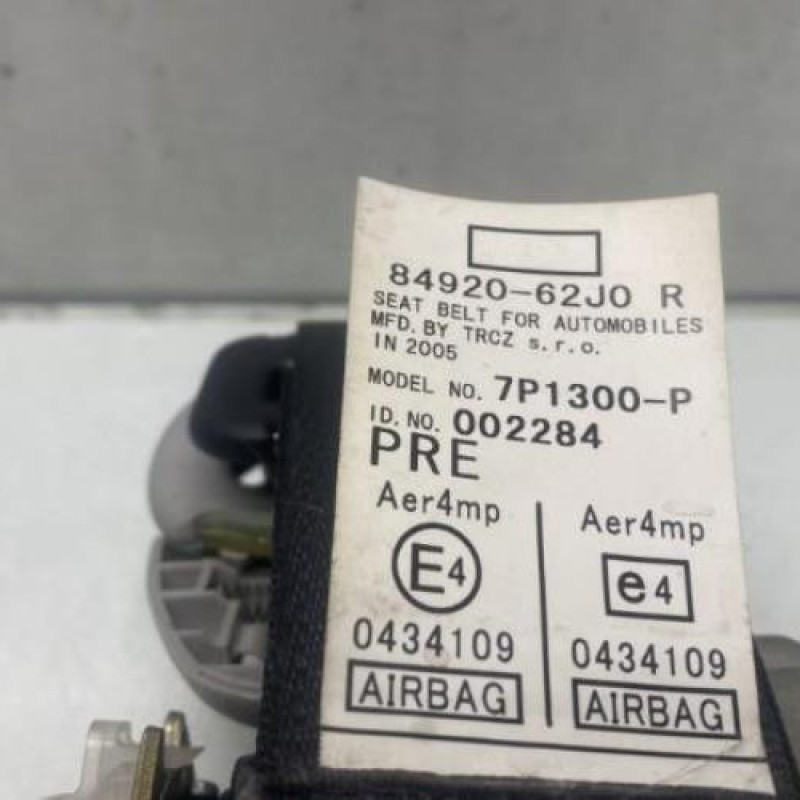 84920-62J0 R
SEAT BELT FOR AUTOMOBILES
MFD. BY TRCZ s.r.o.
IN 2005
MODEL NO. 7P1300-P
ID. NO. 002284
PRE
Aer4mp Aer4mp
E4 e4
0434109 0434109
AIRBAG AIRBAG